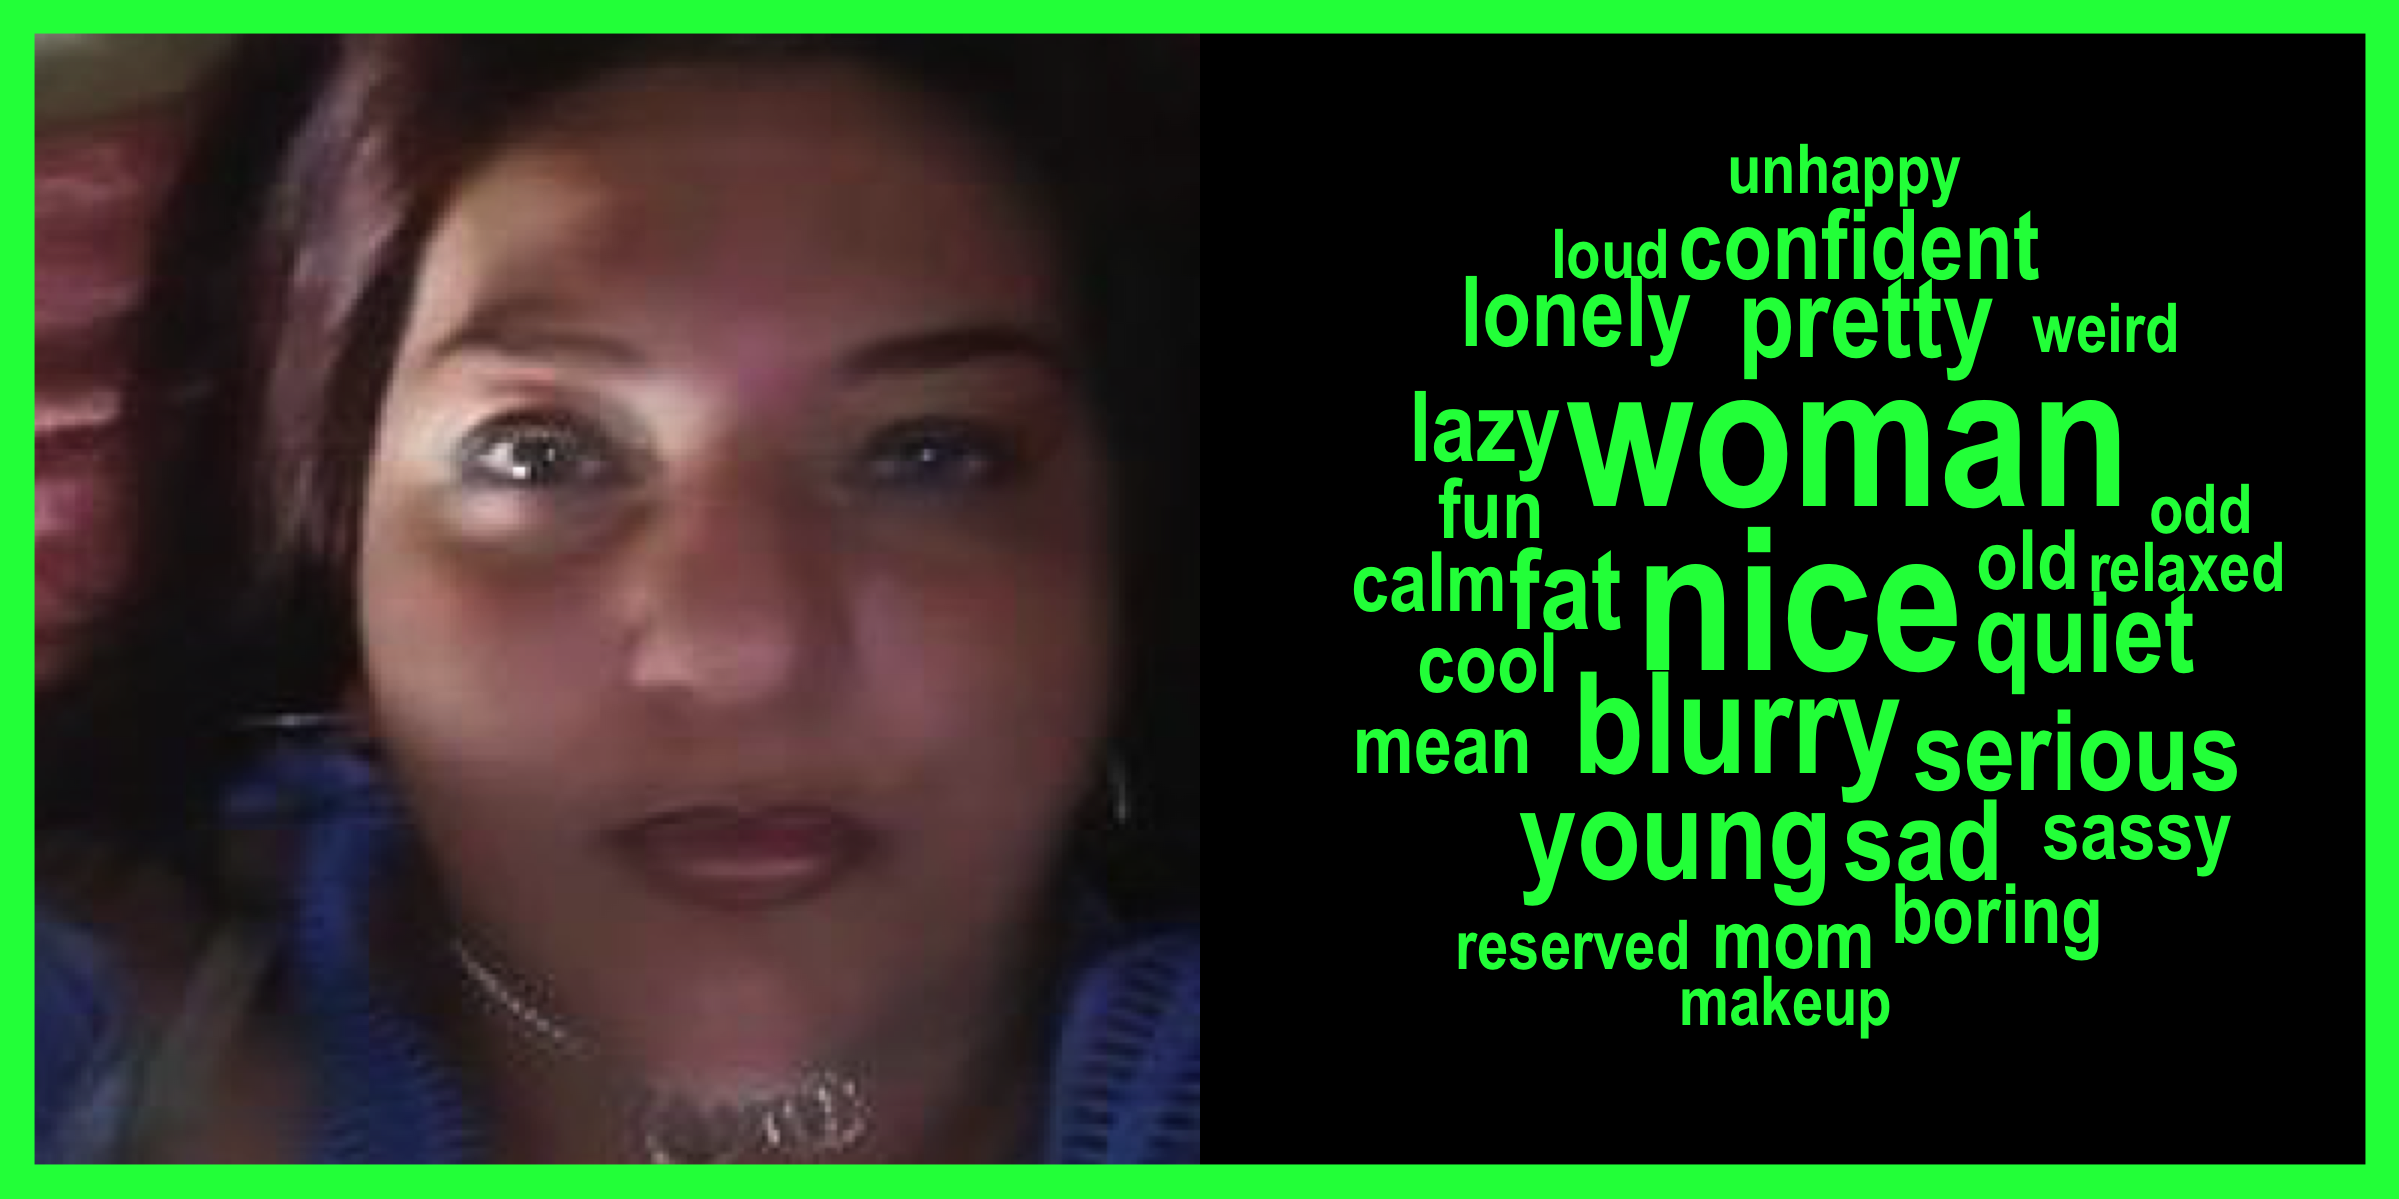 unhappy
loud confident
lonely pretty weird
lazy woman
fun odd
calm fat nice old relaxed
cool quiet
mean blurry serious
young sad sassy
reserved mom boring
makeup